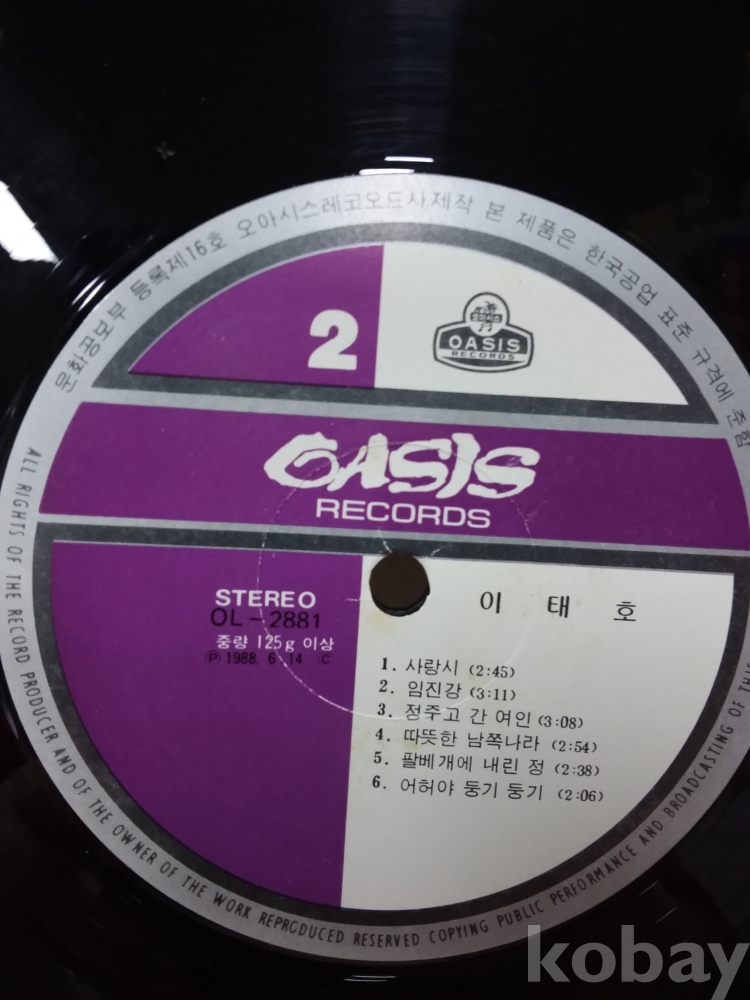 문화공보부 등록제16호 오아시스레코오드사제작 본 제품은 한국공업 표준 규격에 준함
2
오아시스
OASIS
RECORDS
OASIS
RECORDS
STEREO
OL-2881
중량 125g 이상
Ⓟ 1988. 6. 14. Ⓒ
이 태 호
1. 사랑시 (2:45)
2. 임진강 (3:11)
3. 정주고 간 여인 (3:08)
4. 따뜻한 남쪽나라 (2:54)
5. 팔베개에 내린 정 (2:38)
6. 어허야 둥기 둥기 (2:06)
ALL RIGHTS OF THE RECORD PRODUCER AND OF THE OWNER OF THE WORK REPRODUCED RESERVED COPYING PUBLIC PERFORMANCE AND BROADCASTING OF THIS
kobay